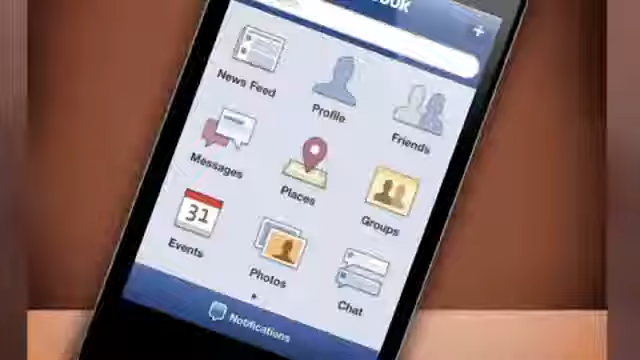 News Feed
Profile
Friends
Messages
Places
Groups
31
Events
Photos
Chat
Notifications